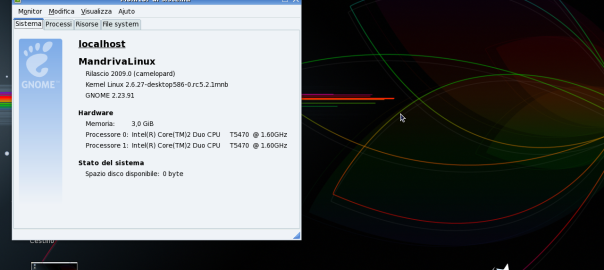 Monitor Modifica Visualizza Aiuto
Sistema Processi Risorse File system
GNOME
localhost
MandrivaLinux
Rilascio 2009.0 (camelopard)
Kernel Linux 2.6.27-desktop586-0.rc5.2.1mnb
GNOME 2.23.91
Hardware
Memoria: 3,0 GiB
Processore 0: Intel(R) Core(TM)2 Duo CPU T5470 @ 1.60GHz
Processore 1: Intel(R) Core(TM)2 Duo CPU T5470 @ 1.60GHz
Stato del sistema
Spazio disco disponibile: 0 byte
Cestino